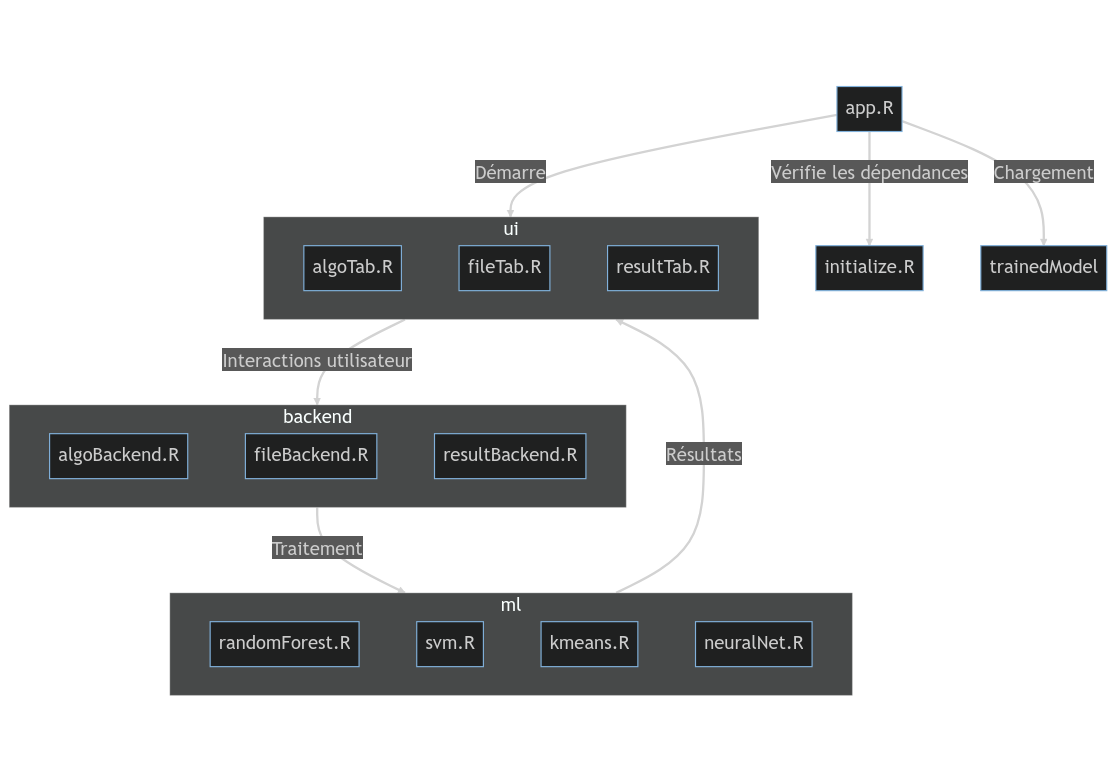 app.R
Démarre
Vérifie les dépendances
Chargement
ui
algoTab.R
fileTab.R
resultTab.R
initialize.R
trainedModel
Interactions utilisateur
backend
algoBackend.R
fileBackend.R
resultBackend.R
Résultats
Traitement
ml
randomForest.R
svm.R
kmeans.R
neuralNet.R